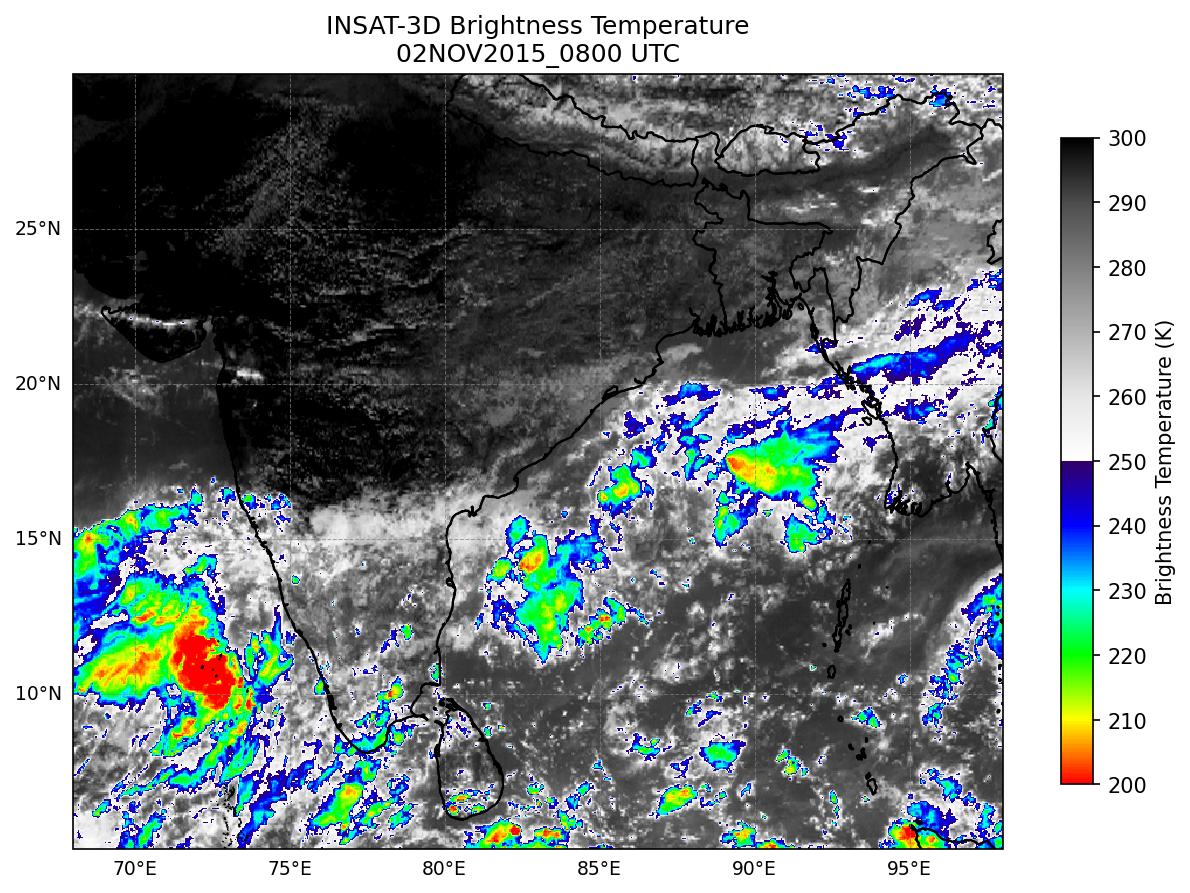 INSAT-3D Brightness Temperature
02NOV2015_0800 UTC
25°N
20°N
15°N
10°N
70°E
75°E
80°E
85°E
90°E
95°E
300
290
280
270
260
250
240
230
220
210
200
Brightness Temperature (K)